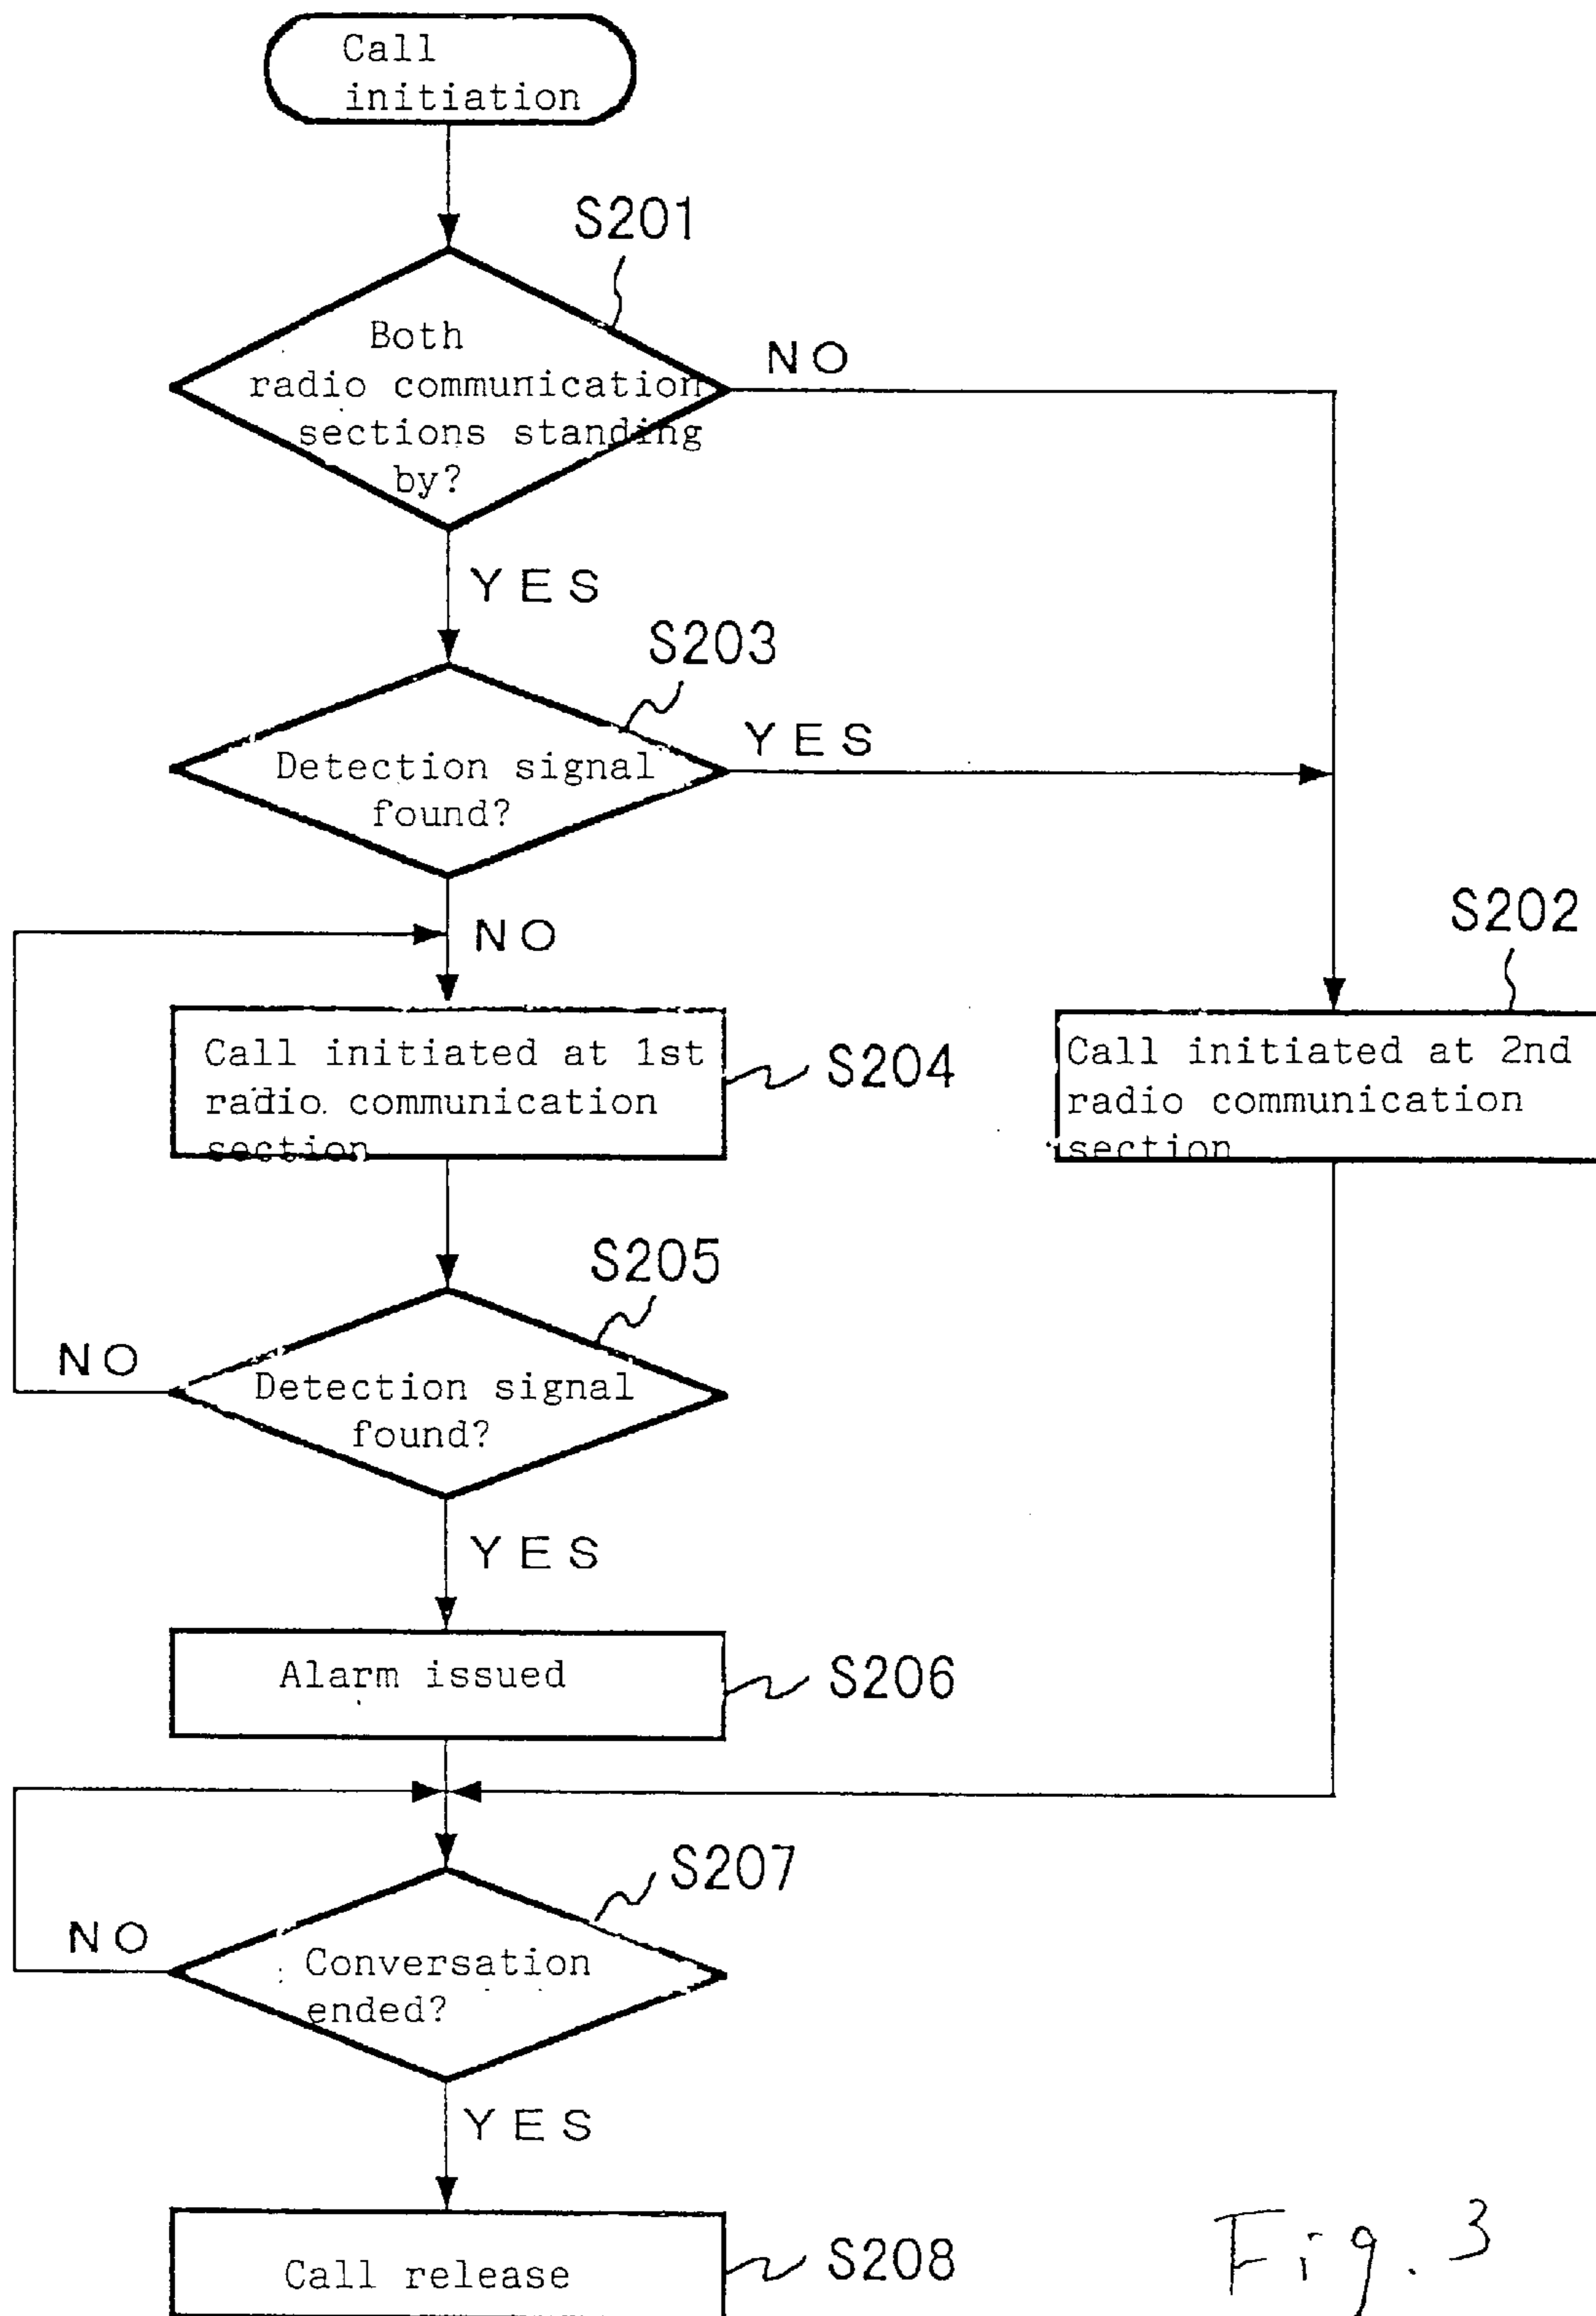 Call
initiation
S201
Both
radio communication
sections standing
by?
NO
YES
S203
Detection signal
found?
YES
NO
S204
Call initiated at 1st
radio communication
section
S202
Call initiated at 2nd
radio communication
section
S205
Detection signal
found?
NO
YES
Alarm issued
S206
S207
Conversation
ended?
NO
YES
Call release
S208
Fig. 3